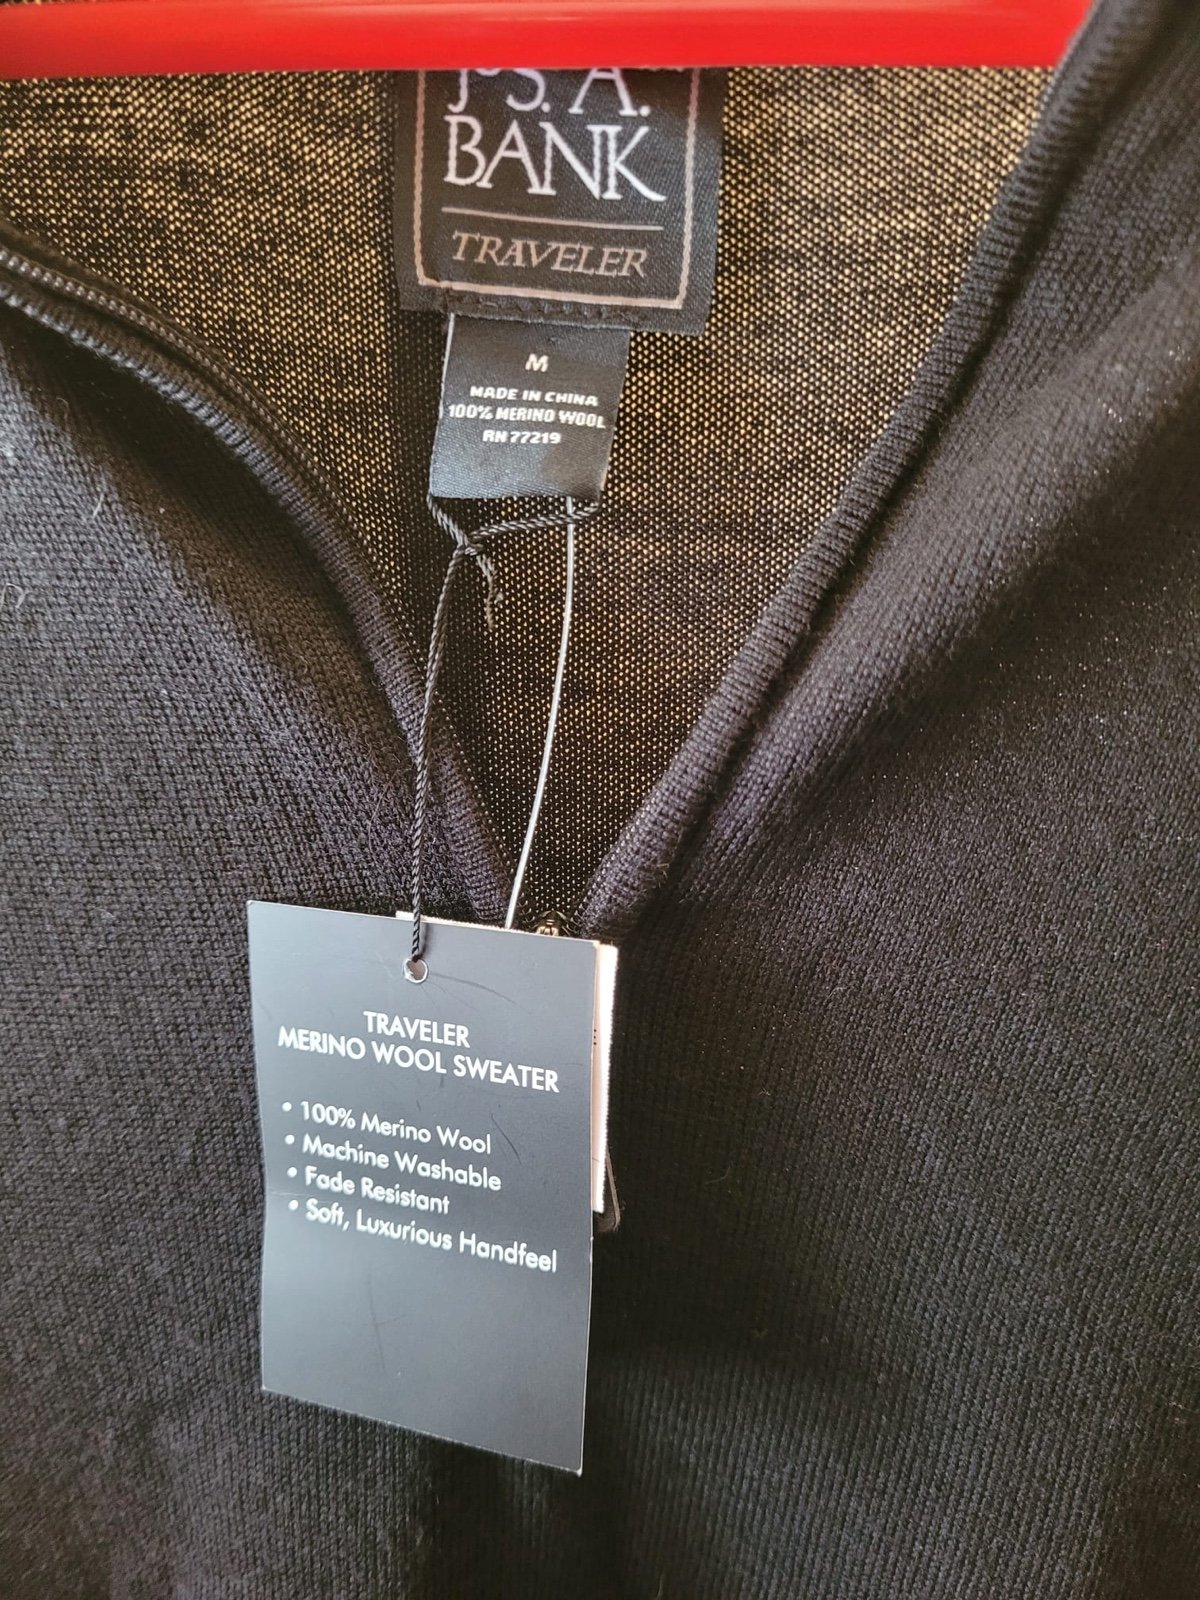 JoS. A.
BANK
TRAVELER
M
MADE IN CHINA
100% MERINO WOOL
RN 77219
TRAVELER
MERINO WOOL SWEATER
• 100% Merino Wool
• Machine Washable
• Fade Resistant
• Soft, Luxurious Handfeel